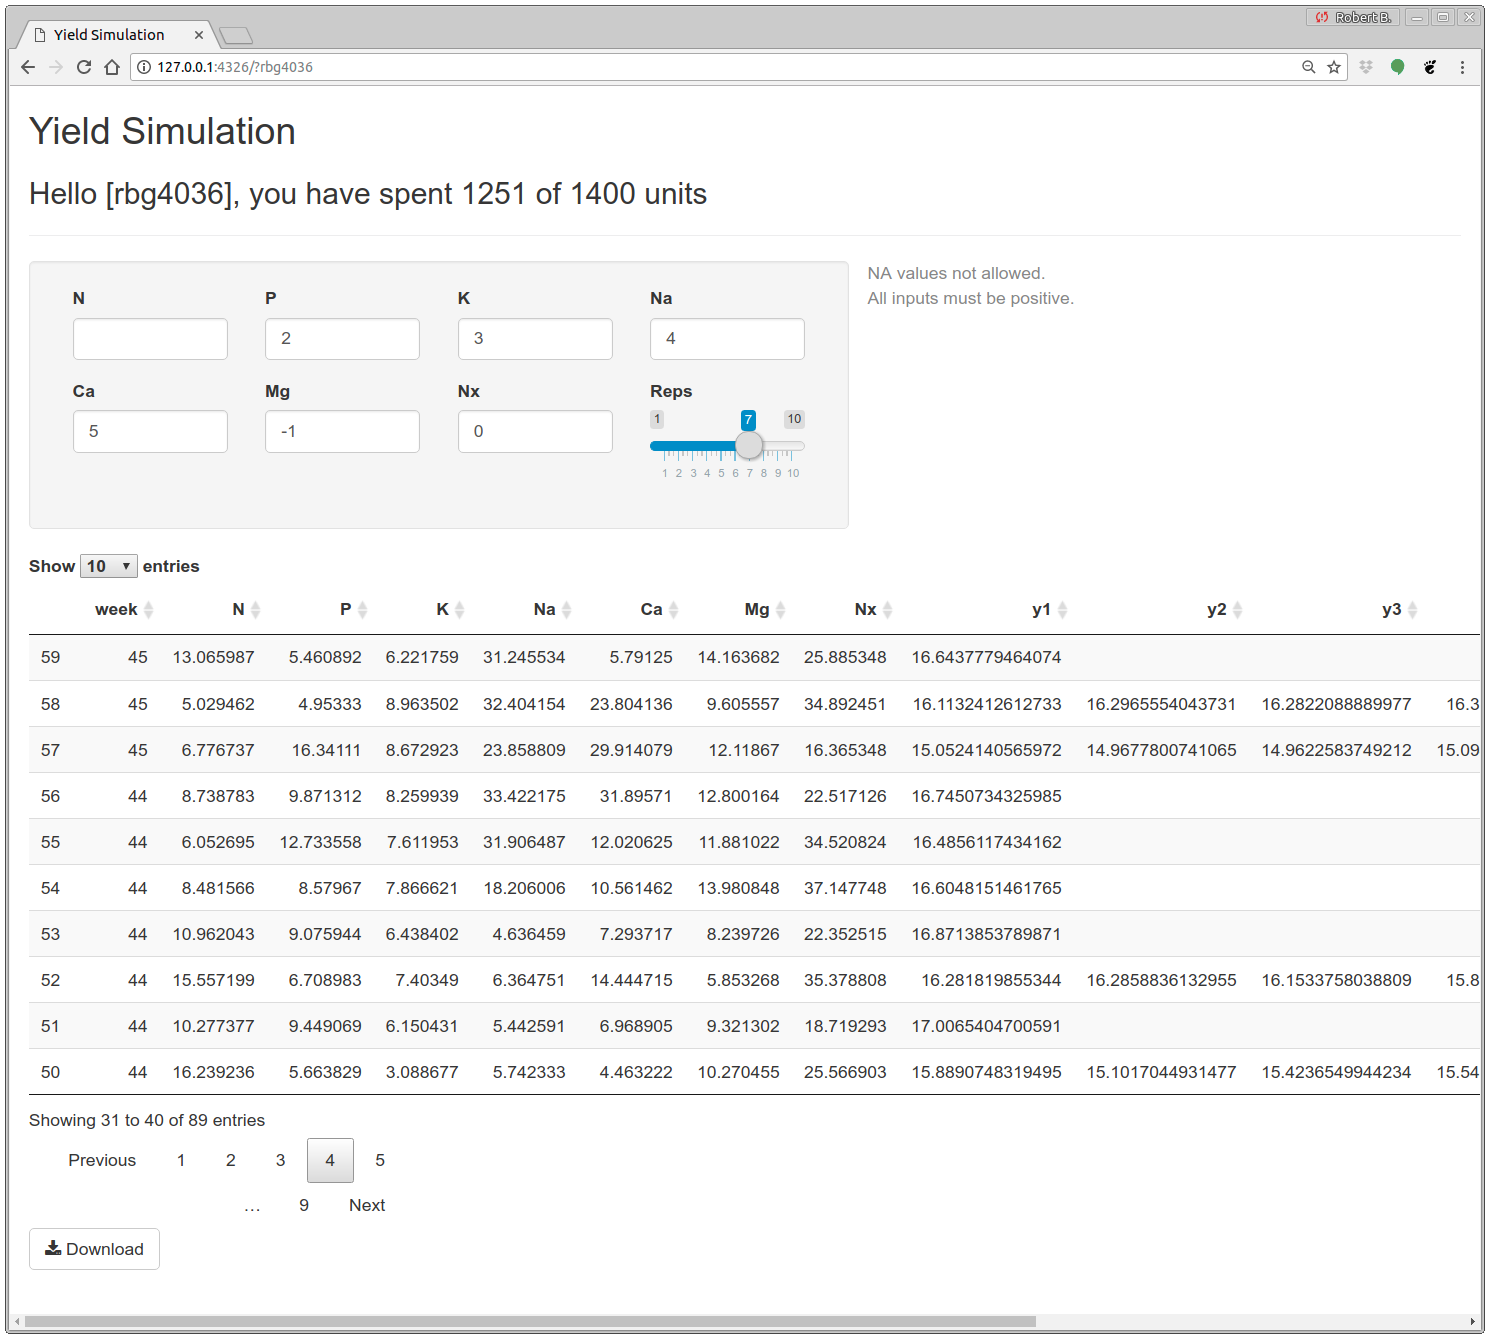 Robert B.
Yield Simulation
127.0.0.1:4326/?rbg4036
Yield Simulation
Hello [rbg4036], you have spent 1251 of 1400 units
NA values not allowed.
All inputs must be positive.
N P K Na
2 3 4
Ca Mg Nx Reps
5 -1 0
1 7 10
1 2 3 4 5 6 7 8 9 10
Show 10 entries
week N P K Na Ca Mg Nx y1 y2 y3
59 45 13.065987 5.460892 6.221759 31.245534 5.79125 14.163682 25.885348 16.6437779464074
58 45 5.029462 4.95333 8.963502 32.404154 23.804136 9.605557 34.892451 16.1132412612733 16.2965554043731 16.2822088889977 16.3
57 45 6.776737 16.34111 8.672923 23.858809 29.914079 12.11867 16.365348 15.0524140565972 14.9677800741065 14.9622583749212 15.09
56 44 8.738783 9.871312 8.259939 33.422175 31.89571 12.800164 22.517126 16.7450734325985
55 44 6.052695 12.733558 7.611953 31.906487 12.020625 11.881022 34.520824 16.4856117434162
54 44 8.481566 8.57967 7.866621 18.206006 10.561462 13.980848 37.147748 16.6048151461765
53 44 10.962043 9.075944 6.438402 4.636459 7.293717 8.239726 22.352515 16.8713853789871
52 44 15.557199 6.708983 7.40349 6.364751 14.444715 5.853268 35.378808 16.281819855344 16.2858836132955 16.1533758038809 15.8
51 44 10.277377 9.449069 6.150431 5.442591 6.968905 9.321302 18.719293 17.0065404700591
50 44 16.239236 5.663829 3.088677 5.742333 4.463222 10.270455 25.566903 15.8890748319495 15.1017044931477 15.4236549944234 15.54
Showing 31 to 40 of 89 entries
Previous 1 2 3 4 5
… 9 Next
Download